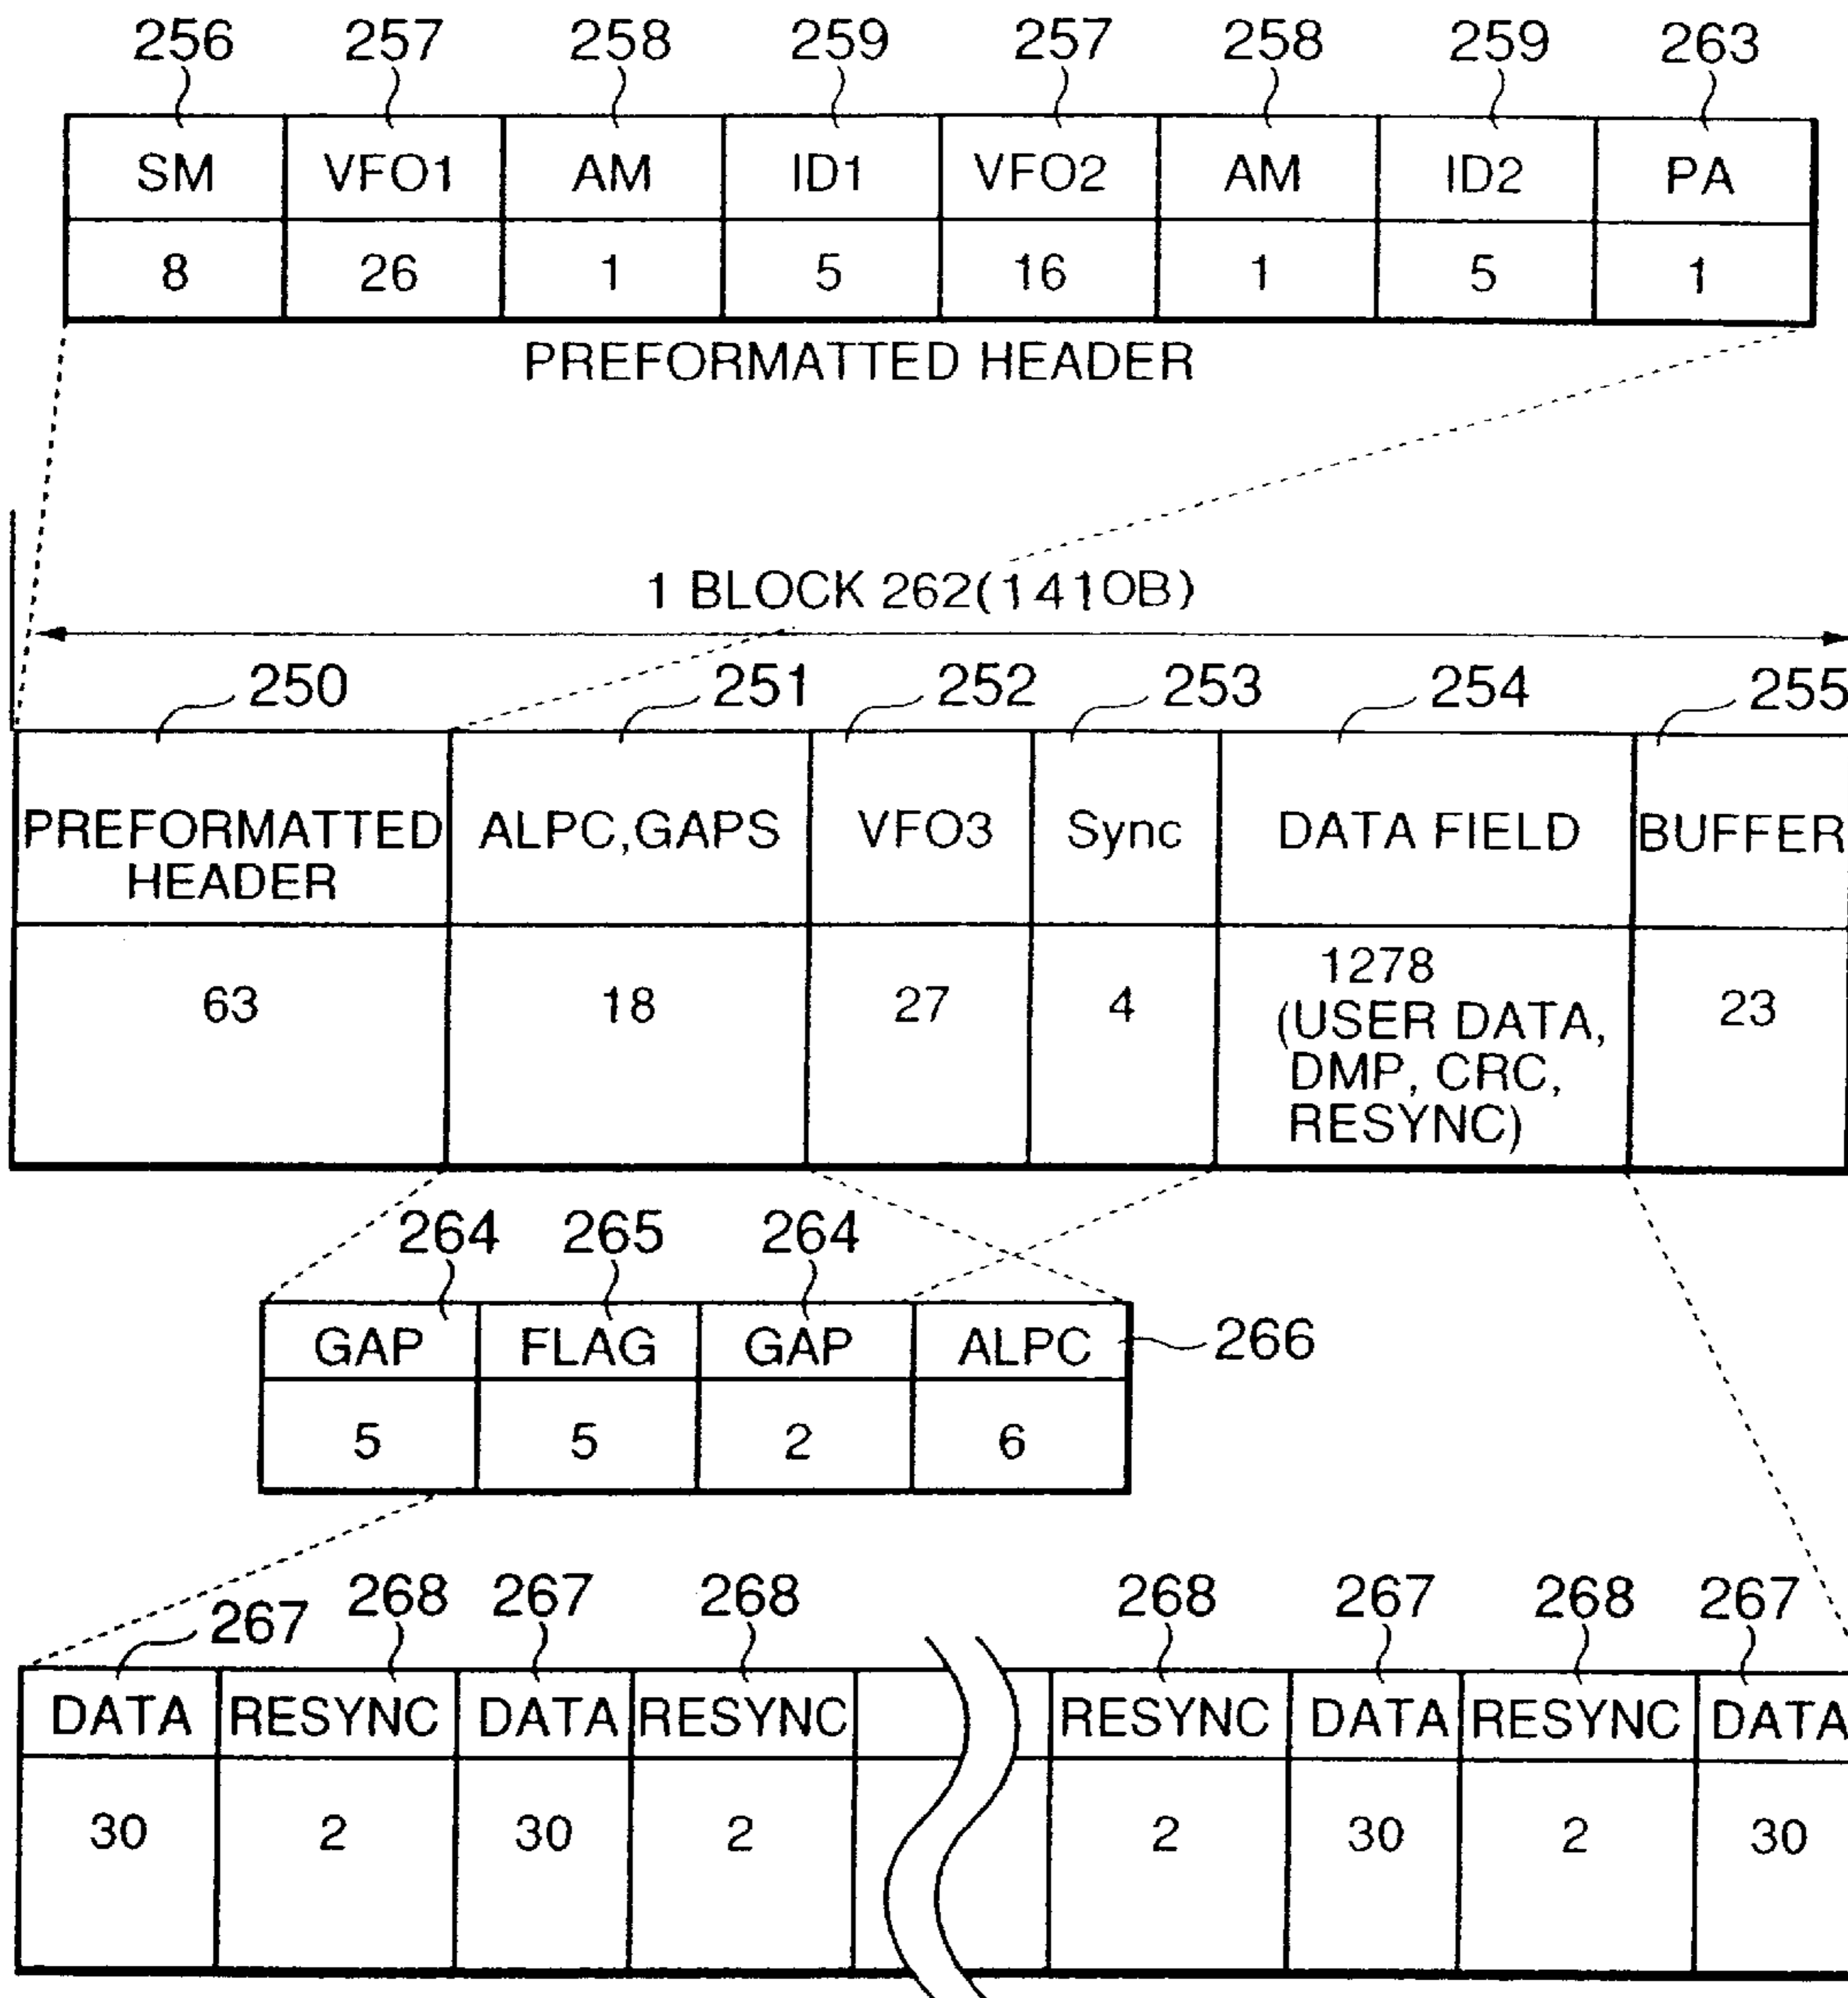 256 257 258 259 257 258 259 263
SM VFO1 AM ID1 VFO2 AM ID2 PA
8 26 1 5 16 1 5 1
PREFORMATTED HEADER
1 BLOCK 262(1410B)
250 251 252 253 254 255
PREFORMATTED HEADER ALPC,GAPS VFO3 Sync DATA FIELD BUFFER
63 18 27 4 1278 (USER DATA, DMP, CRC, RESYNC) 23
264 265 264
GAP FLAG GAP ALPC 266
5 5 2 6
267 268 267 268 268 267 268 267
DATA RESYNC DATA RESYNC RESYNC DATA RESYNC DATA
30 2 30 2 2 30 2 30